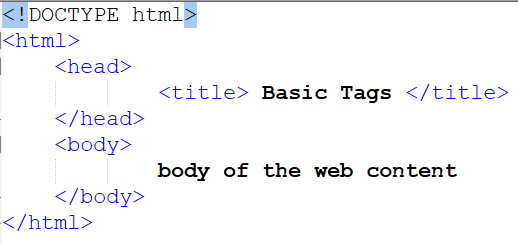 <!DOCTYPE html>
<html>
<head>
<title> Basic Tags </title>
</head>
<body>
body of the web content
</body>
</html>